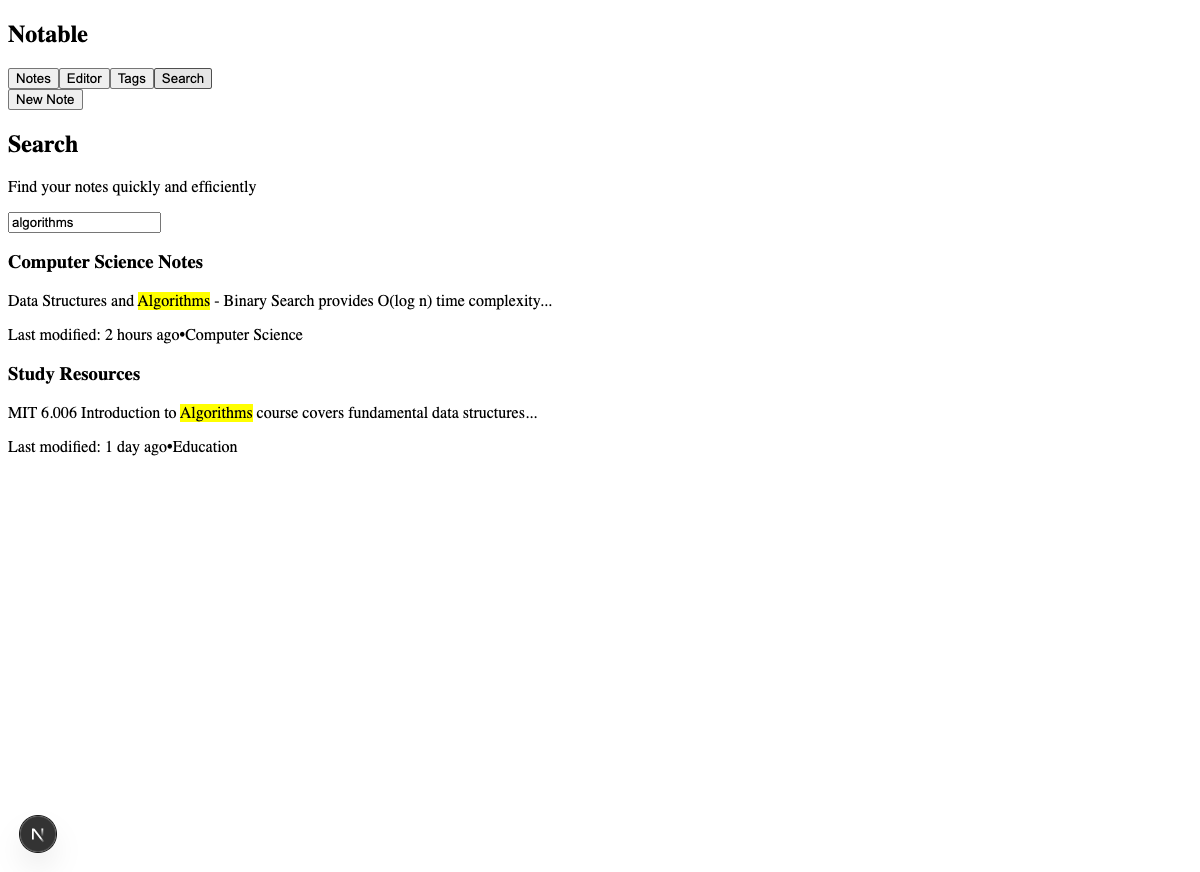 Notable
Notes Editor Tags Search
New Note
Search
Find your notes quickly and efficiently
algorithms
Computer Science Notes
Data Structures and Algorithms - Binary Search provides O(log n) time complexity...
Last modified: 2 hours ago•Computer Science
Study Resources
MIT 6.006 Introduction to Algorithms course covers fundamental data structures...
Last modified: 1 day ago•Education
N